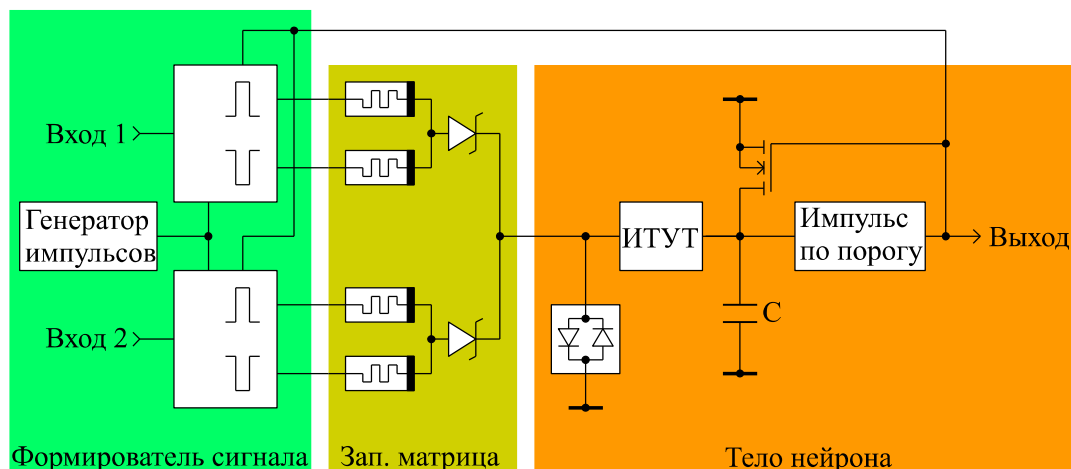 Вход 1
Генератор
импульсов
Вход 2
Формирователь сигнала
Зап. матрица
ИТУТ
Импульс
по порогу
Выход
C
Тело нейрона